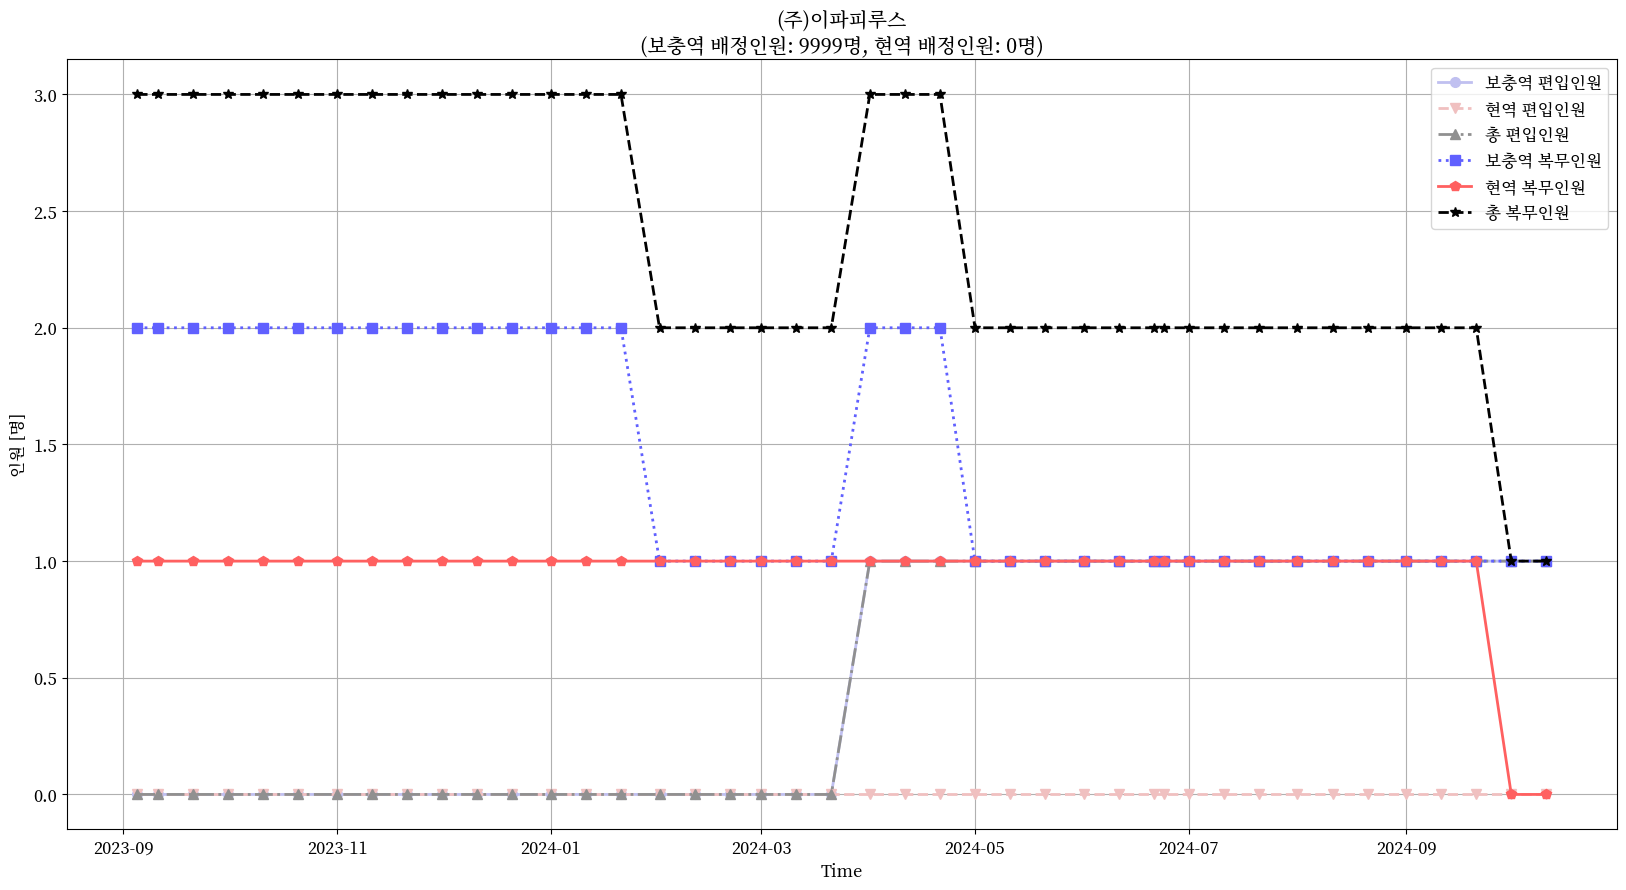 (주)이파피루스
(보충역 배정인원: 9999명, 현역 배정인원: 0명)
보충역 편입인원
현역 편입인원
총 편입인원
보충역 복무인원
현역 복무인원
총 복무인원
3.0
2.5
2.0
1.5
1.0
0.5
0.0
인원 [명]
2023-09 2023-11 2024-01 2024-03 2024-05 2024-07 2024-09
Time